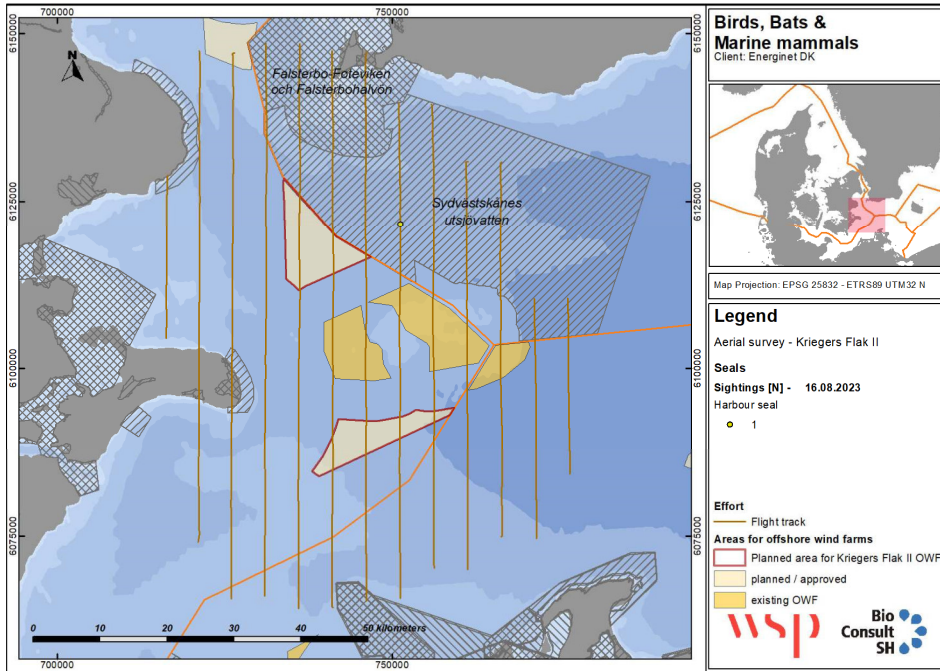 700000
750000
6150000
6150000
N
Falsterbo-Foteviken
och Falsterbohalvön
6125000
6125000
Sydvästskånes
utsjövatten
6100000
6100000
6075000
6075000
0 10 20 30 40 50 kilometers
700000
750000
Birds, Bats &
Marine mammals
Client: Energinet DK
Map Projection: EPSG 25832 - ETRS89 UTM32 N
Legend
Aerial survey - Kriegers Flak II
Seals
Sightings [N] - 16.08.2023
Harbour seal
1
Effort
Flight track
Areas for offshore wind farms
Planned area for Kriegers Flak II OWF
planned / approved
existing OWF
wsp
Bio
Consult
SH